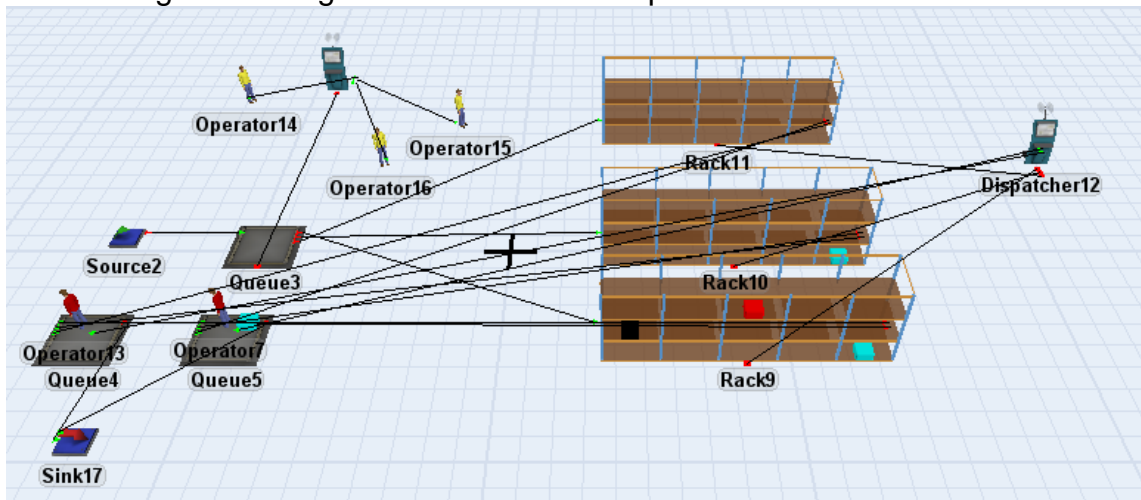 Operator14
Operator15
Operator16
Rack11
Dispatcher12
Source2
Queue3
Rack10
Operator13
Operator7
Queue4
Queue5
Rack9
Sink17